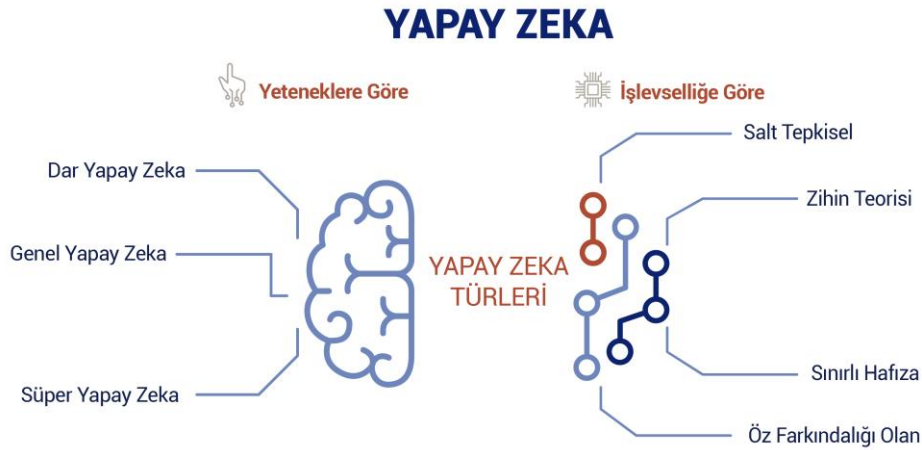 YAPAY ZEKA
Yeteneklere Göre
Dar Yapay Zeka
Genel Yapay Zeka
Süper Yapay Zeka
YAPAY ZEKA
TÜRLERİ
İşlevselliğe Göre
Salt Tepkisel
Zihin Teorisi
Sınırlı Hafıza
Öz Farkındalığı Olan